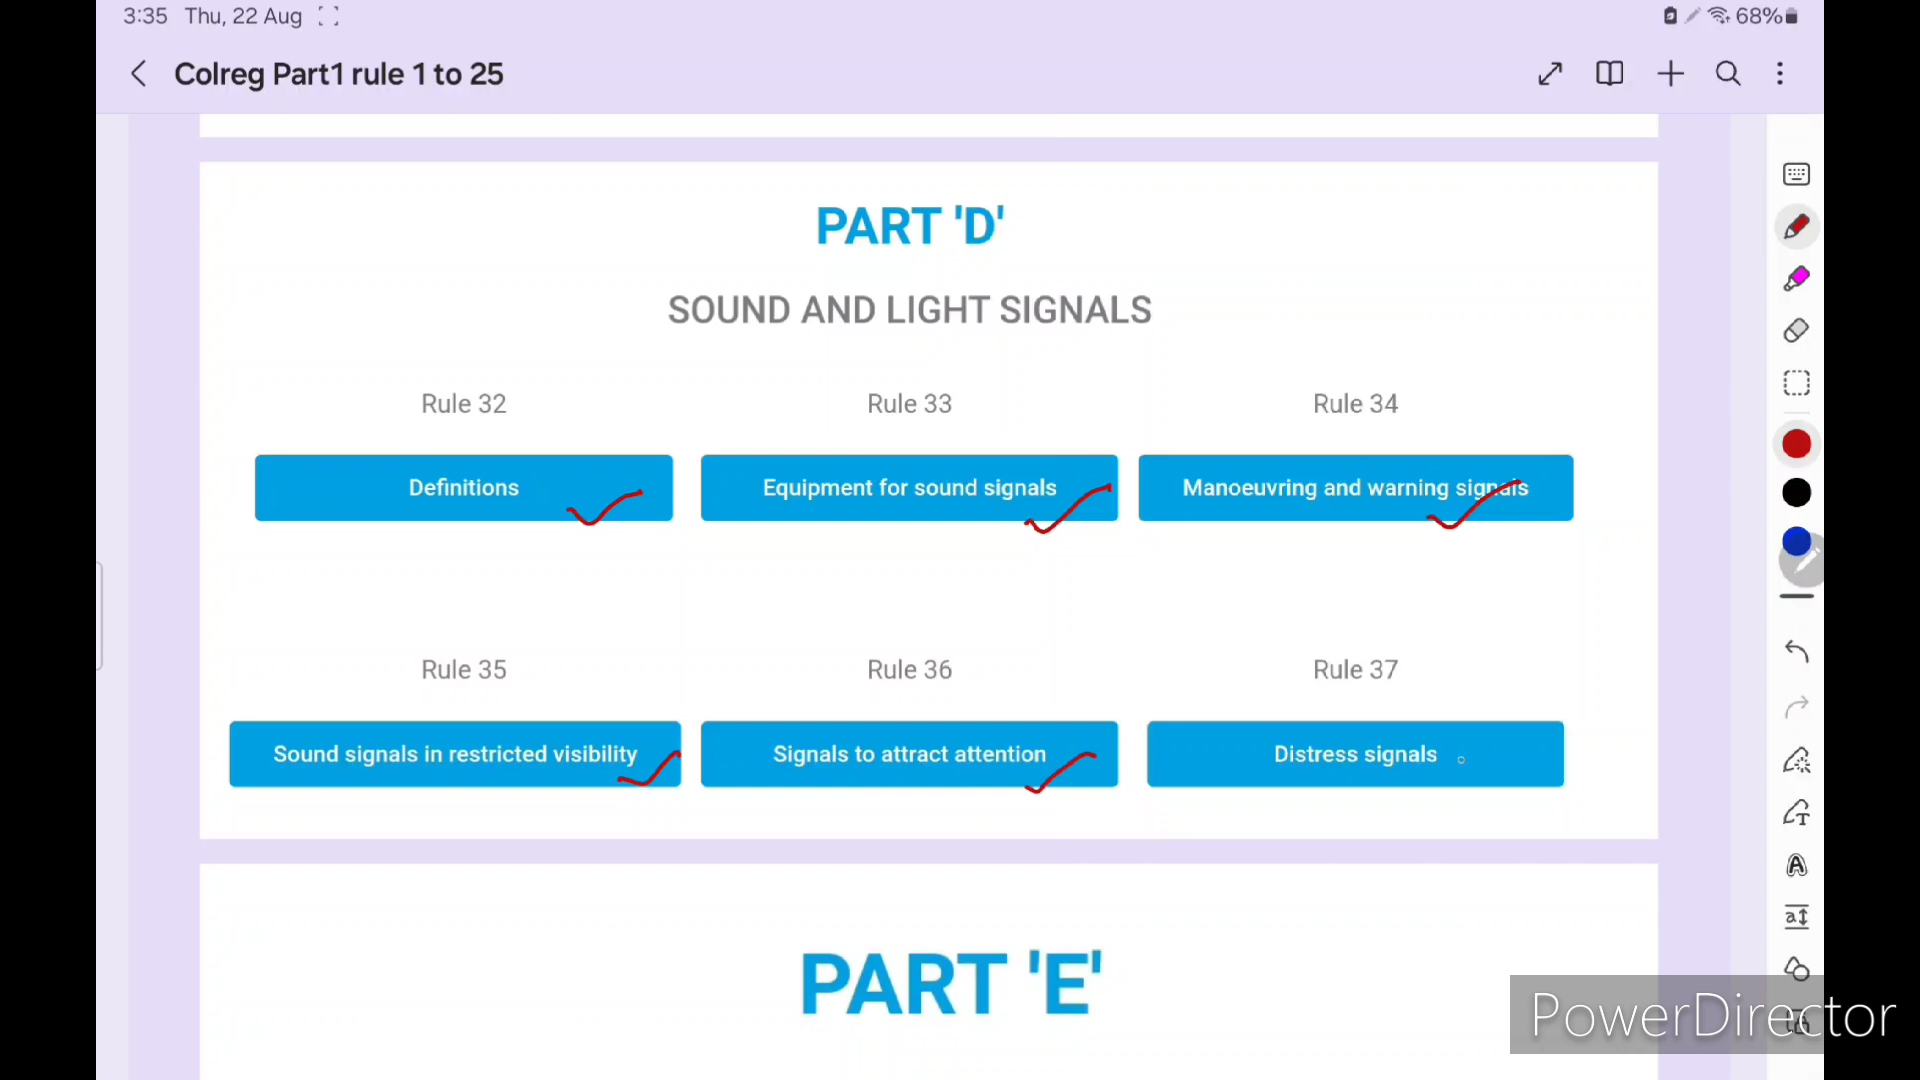 3:35 Thu, 22 Aug 68%
Colreg Part1 rule 1 to 25
PART 'D'
SOUND AND LIGHT SIGNALS
Rule 32 Rule 33 Rule 34
Definitions Equipment for sound signals Manoeuvring and warning signals
Rule 35 Rule 36 Rule 37
Sound signals in restricted visibility Signals to attract attention Distress signals
PART 'E'
PowerDirector